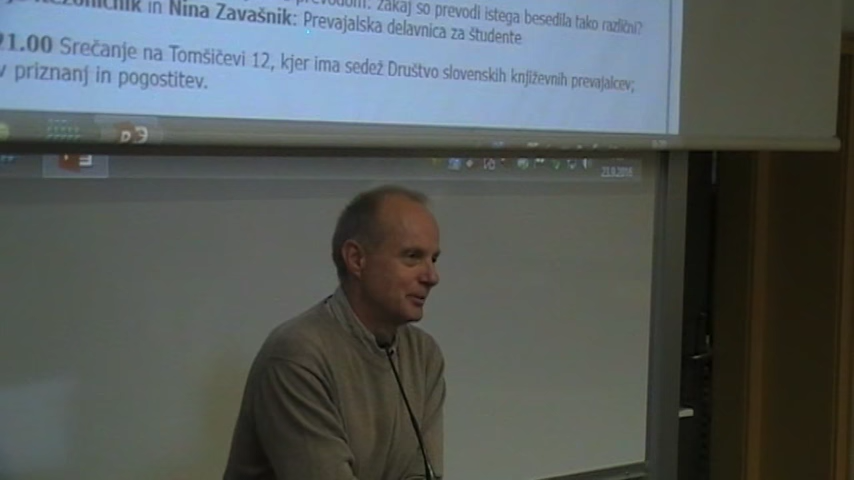 in Nina Zavašnik: Prevajalska delavnica za študente
zakaj so prevodi istega besedila tako različni?
21.00 Srečanje na Tomšičevi 12, kjer ima sedež Društvo slovenskih književnih prevajalcev;
v priznanj in pogostitev.